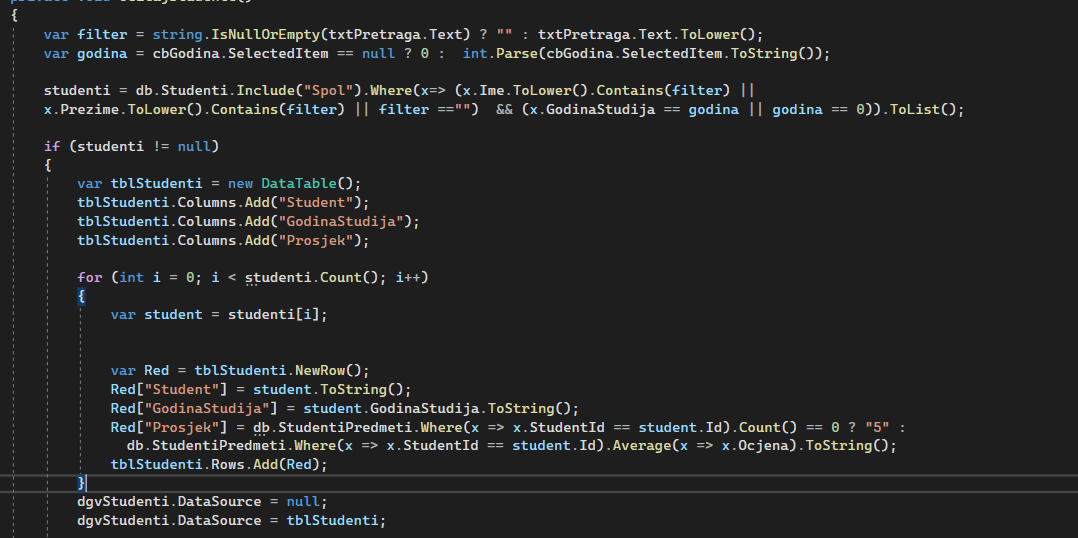 {
var filter = string.IsNullOrEmpty(txtPretraga.Text) ? "" : txtPretraga.Text.ToLower();
var godina = cbGodina.SelectedItem == null ? 0 :  int.Parse(cbGodina.SelectedItem.ToString());
studenti = db.Studenti.Include("Spol").Where(x=> (x.Ime.ToLower().Contains(filter) ||
x.Prezime.ToLower().Contains(filter) || filter =="")  && (x.GodinaStudija == godina || godina == 0)).ToList();
if (studenti != null)
{
var tblStudenti = new DataTable();
tblStudenti.Columns.Add("Student");
tblStudenti.Columns.Add("GodinaStudija");
tblStudenti.Columns.Add("Prosjek");
for (int i = 0; i < studenti.Count(); i++)
{
var student = studenti[i];
var Red = tblStudenti.NewRow();
Red["Student"] = student.ToString();
Red["GodinaStudija"] = student.GodinaStudija.ToString();
Red["Prosjek"] = db.StudentiPredmeti.Where(x => x.StudentId == student.Id).Count() == 0 ? "5" :
db.StudentiPredmeti.Where(x => x.StudentId == student.Id).Average(x => x.Ocjena).ToString();
tblStudenti.Rows.Add(Red);
}
dgvStudenti.DataSource = null;
dgvStudenti.DataSource = tblStudenti;